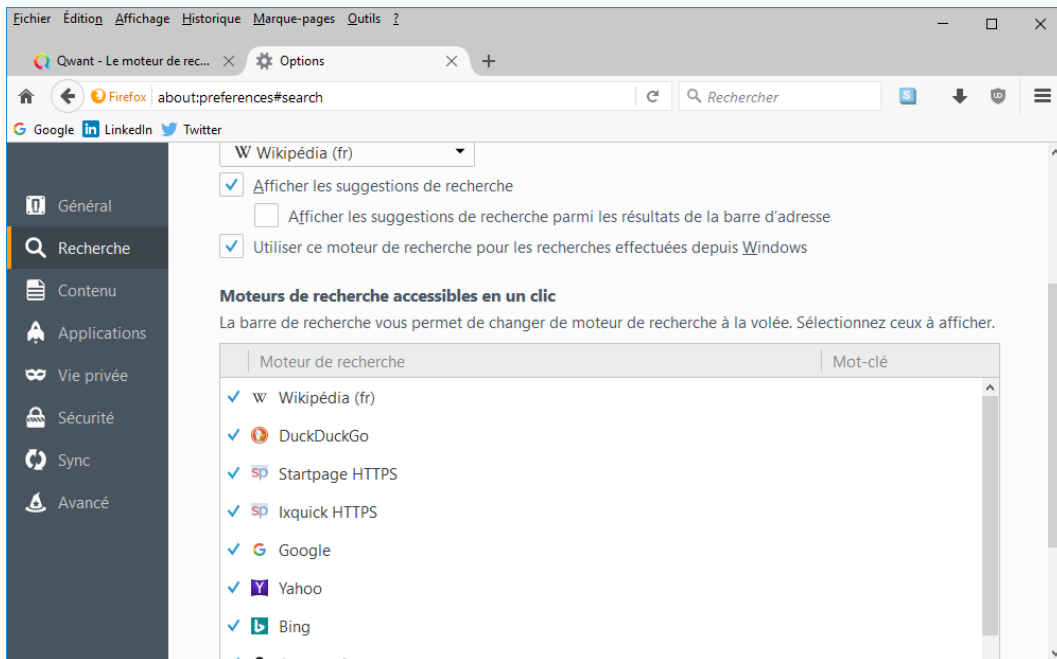 Fichier Édition Affichage Historique Marque-pages Outils ?
Qwant - Le moteur de rec... Options
Firefox about:preferences#search Rechercher S
G Google in LinkedIn Twitter
W Wikipédia (fr)
Afficher les suggestions de recherche
Général
Afficher les suggestions de recherche parmi les résultats de la barre d'adresse
Recherche
Utiliser ce moteur de recherche pour les recherches effectuées depuis Windows
Contenu
Moteurs de recherche accessibles en un clic
La barre de recherche vous permet de changer de moteur de recherche à la volée. Sélectionnez ceux à afficher.
Applications
Moteur de recherche Mot-clé
Vie privée
W Wikipédia (fr)
Sécurité
DuckDuckGo
Sync
sp Startpage HTTPS
Avancé
sp Ixquick HTTPS
G Google
Y Yahoo
b Bing